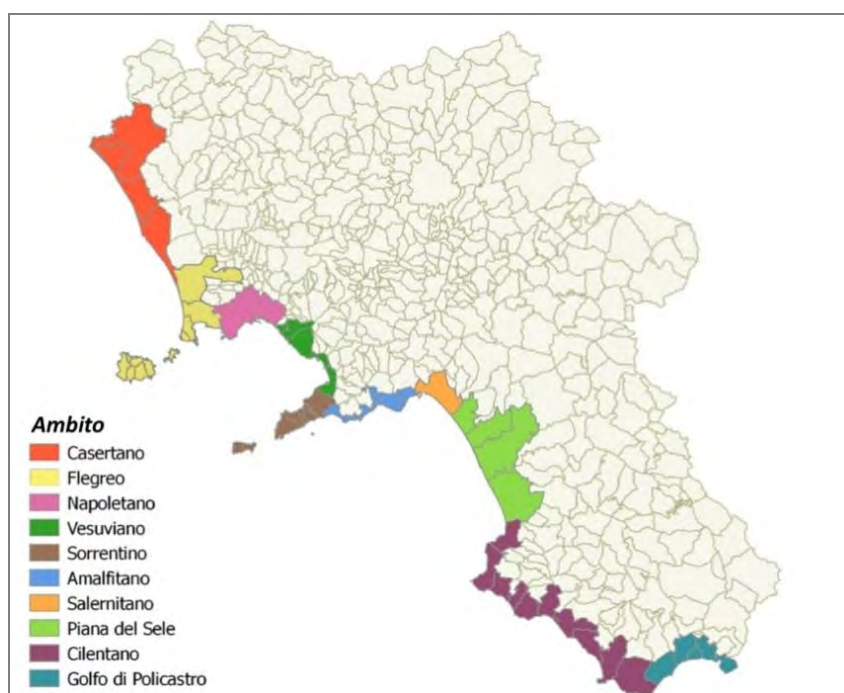 Ambito
Casertano
Flegreo
Napoletano
Vesuviano
Sorrentino
Amalfitano
Salernitano
Piana del Sele
Cilentano
Golfo di Policastro